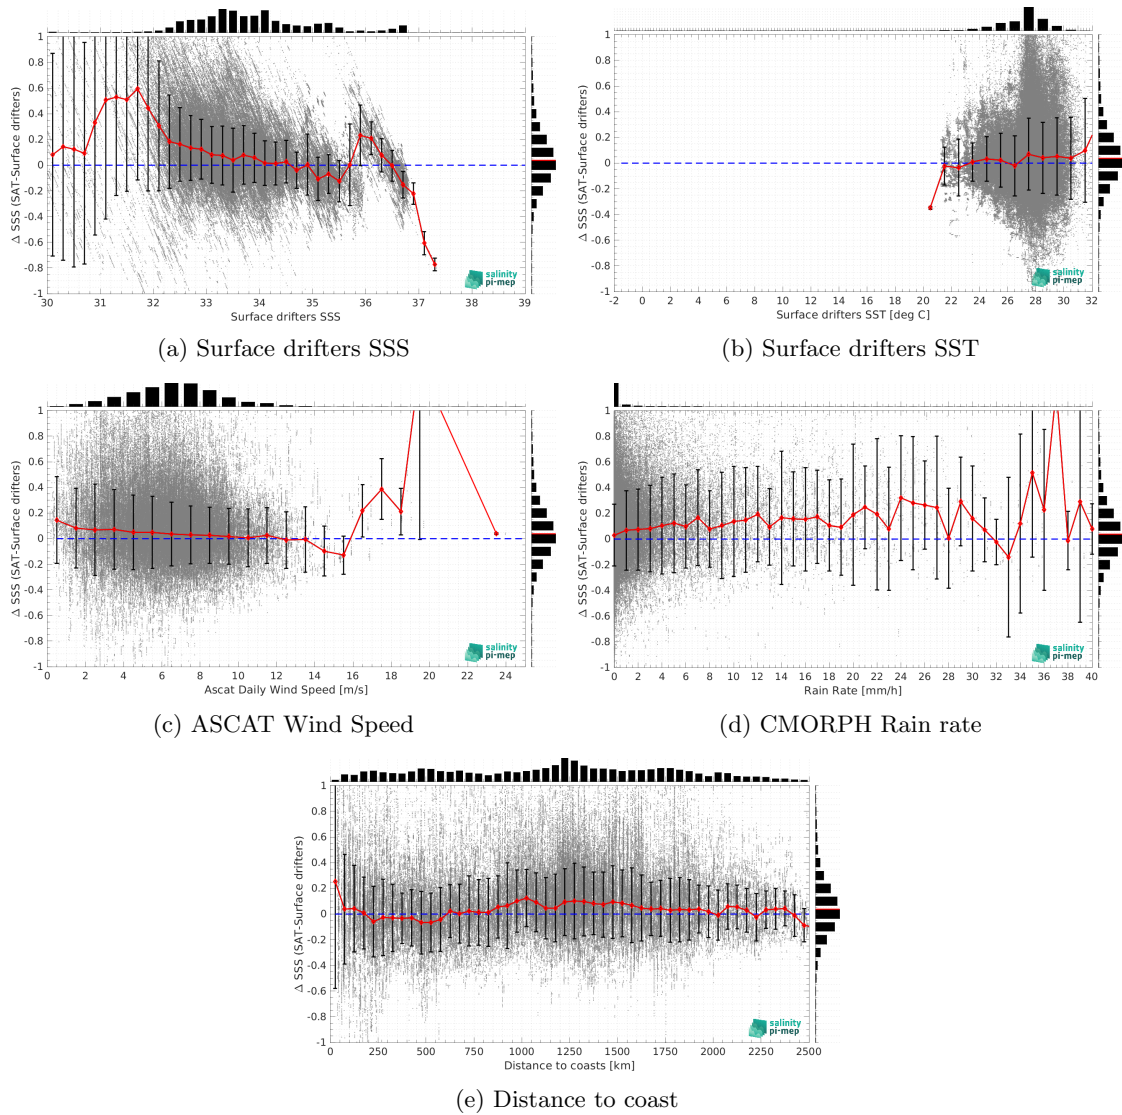 1
0.8
0.6
0.4
0.2
0
-0.2
-0.4
-0.6
-0.8
-1
Δ SSS (SAT-Surface drifters)
30 31 32 33 34 35 36 37 38 39
Surface drifters SSS
salinity
pi-mep
(a) Surface drifters SSS
1
0.8
0.6
0.4
0.2
0
-0.2
-0.4
-0.6
-0.8
-1
Δ SSS (SAT-Surface drifters)
-2 0 2 4 6 8 10 12 14 16 18 20 22 24 26 28 30 32
Surface drifters SST [deg C]
salinity
pi-mep
(b) Surface drifters SST
1
0.8
0.6
0.4
0.2
0
-0.2
-0.4
-0.6
-0.8
-1
Δ SSS (SAT-Surface drifters)
0 2 4 6 8 10 12 14 16 18 20 22 24
Ascat Daily Wind Speed [m/s]
salinity
pi-mep
(c) ASCAT Wind Speed
1
0.8
0.6
0.4
0.2
0
-0.2
-0.4
-0.6
-0.8
-1
Δ SSS (SAT-Surface drifters)
0 2 4 6 8 10 12 14 16 18 20 22 24 26 28 30 32 34 36 38 40
Rain Rate [mm/h]
salinity
pi-mep
(d) CMORPH Rain rate
1
0.8
0.6
0.4
0.2
0
-0.2
-0.4
-0.6
-0.8
-1
Δ SSS (SAT-Surface drifters)
0 250 500 750 1000 1250 1500 1750 2000 2250 2500
Distance to coasts [km]
salinity
pi-mep
(e) Distance to coast